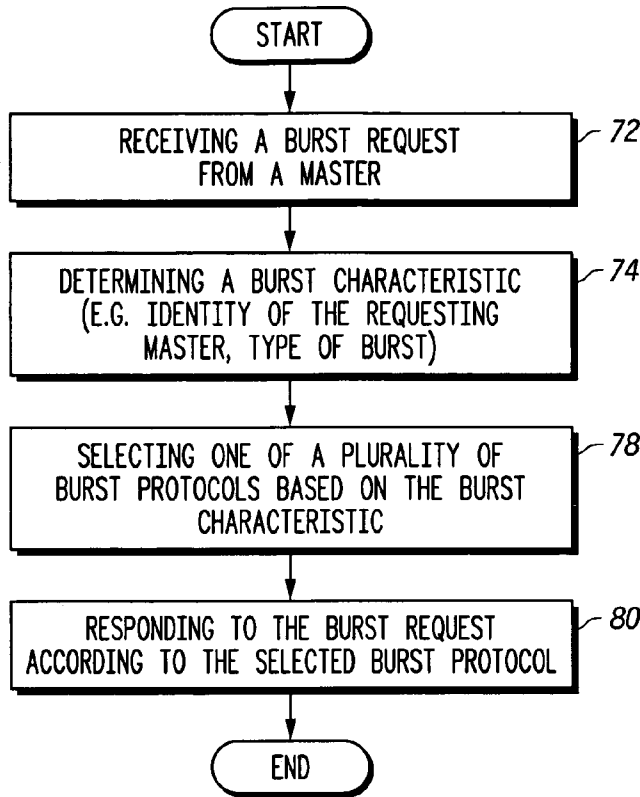 START
RECEIVING A BURST REQUEST
FROM A MASTER
72
DETERMINING A BURST CHARACTERISTIC
(E.G. IDENTITY OF THE REQUESTING
MASTER, TYPE OF BURST)
74
SELECTING ONE OF A PLURALITY OF
BURST PROTOCOLS BASED ON THE BURST
CHARACTERISTIC
78
RESPONDING TO THE BURST REQUEST
ACCORDING TO THE SELECTED BURST PROTOCOL
80
END